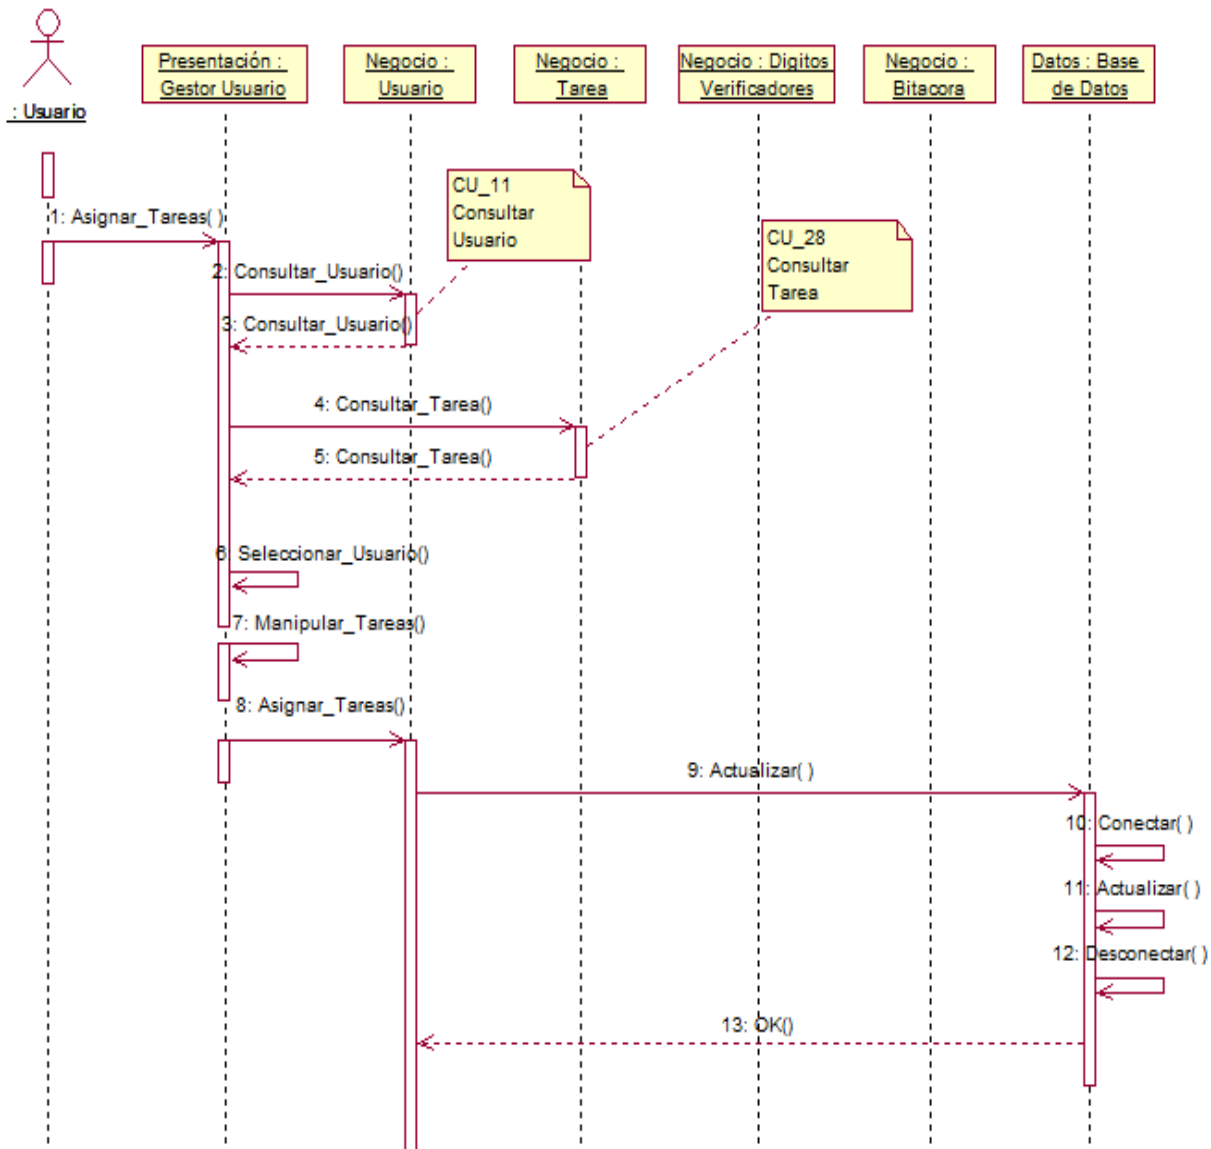 Presentación :
Gestor Usuario
Negocio :
Usuario
Negocio :
Tarea
Negocio : Digitos
Verificadores
Negocio :
Bitacora
Datos : Base
de Datos
: Usuario
CU_11
Consultar
Usuario
1: Asignar_Tareas( )
CU_28
Consultar
Tarea
2: Consultar_Usuario()
3: Consultar_Usuario()
4: Consultar_Tarea()
5: Consultar_Tarea()
6: Seleccionar_Usuario()
7: Manipular_Tareas()
8: Asignar_Tareas()
9: Actualizar( )
10: Conectar( )
11: Actualizar( )
12: Desconectar( )
13: OK()